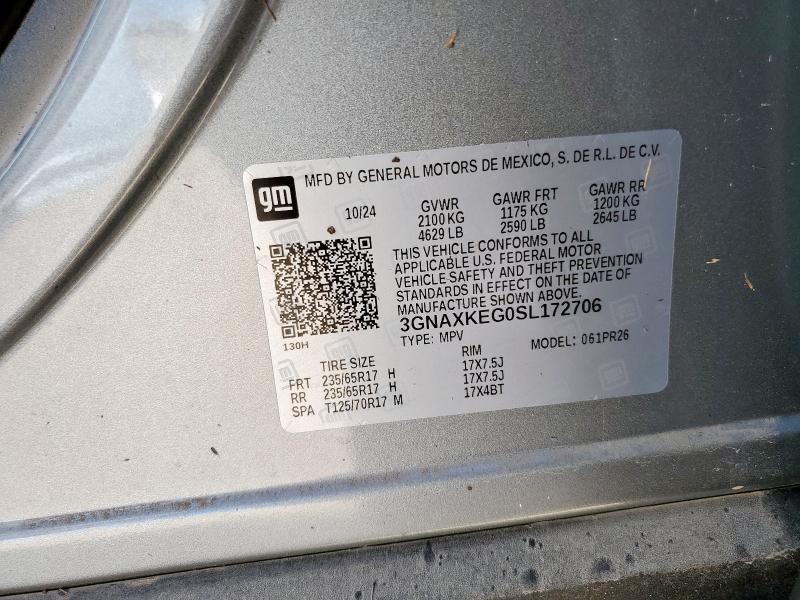 gm
MFD BY GENERAL MOTORS DE MEXICO, S. DE R.L. DE C.V.
10/24 GVWR GAWR FRT GAWR RR
2100 KG 1175 KG 1200 KG
4629 LB 2590 LB 2645 LB
THIS VEHICLE CONFORMS TO ALL
APPLICABLE U.S. FEDERAL MOTOR
VEHICLE SAFETY AND THEFT PREVENTION
STANDARDS IN EFFECT ON THE DATE OF
MANUFACTURE SHOWN ABOVE.
3GNAXKEG0SL172706
130H
TYPE: MPV MODEL: 061PR26
TIRE SIZE RIM
FRT 235/65R17 H 17X7.5J
RR 235/65R17 H 17X7.5J
SPA T125/70R17 M 17X4BT